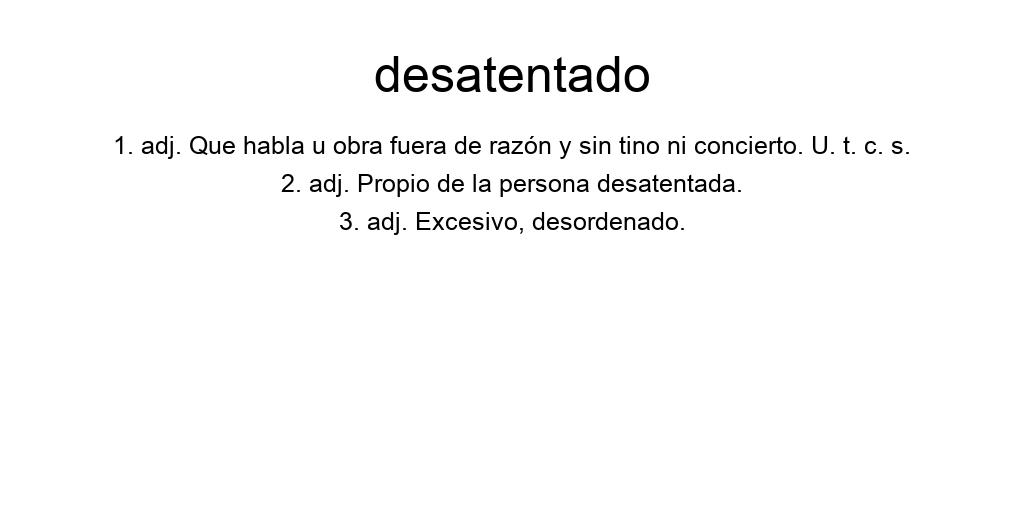 desatentado
1. adj. Que habla u obra fuera de razón y sin tino ni concierto. U. t. c. s.
2. adj. Propio de la persona desatentada.
3. adj. Excesivo, desordenado.